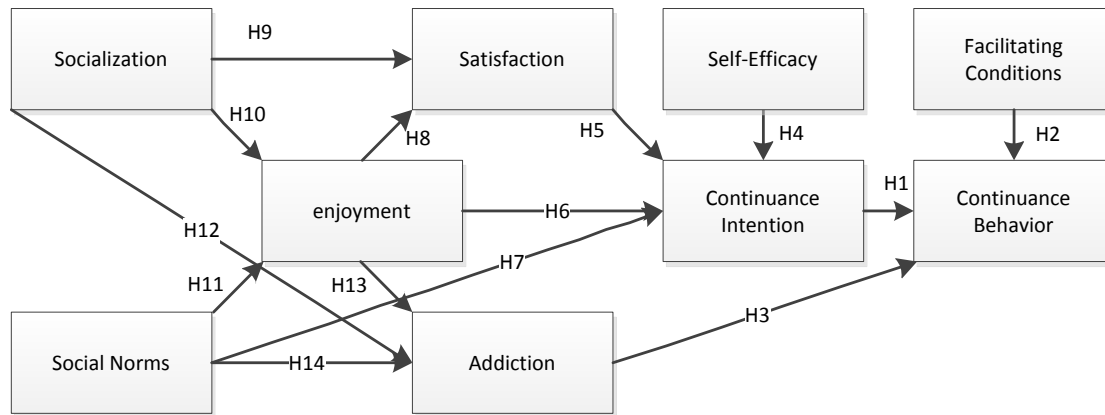 Socialization
H9
Satisfaction
Self-Efficacy
Facilitating
Conditions
H10
H8
H5
H4
H2
enjoyment
H6
Continuance
Intention
H1
Continuance
Behavior
H12
H7
H11
H13
H3
Social Norms
H14
Addiction